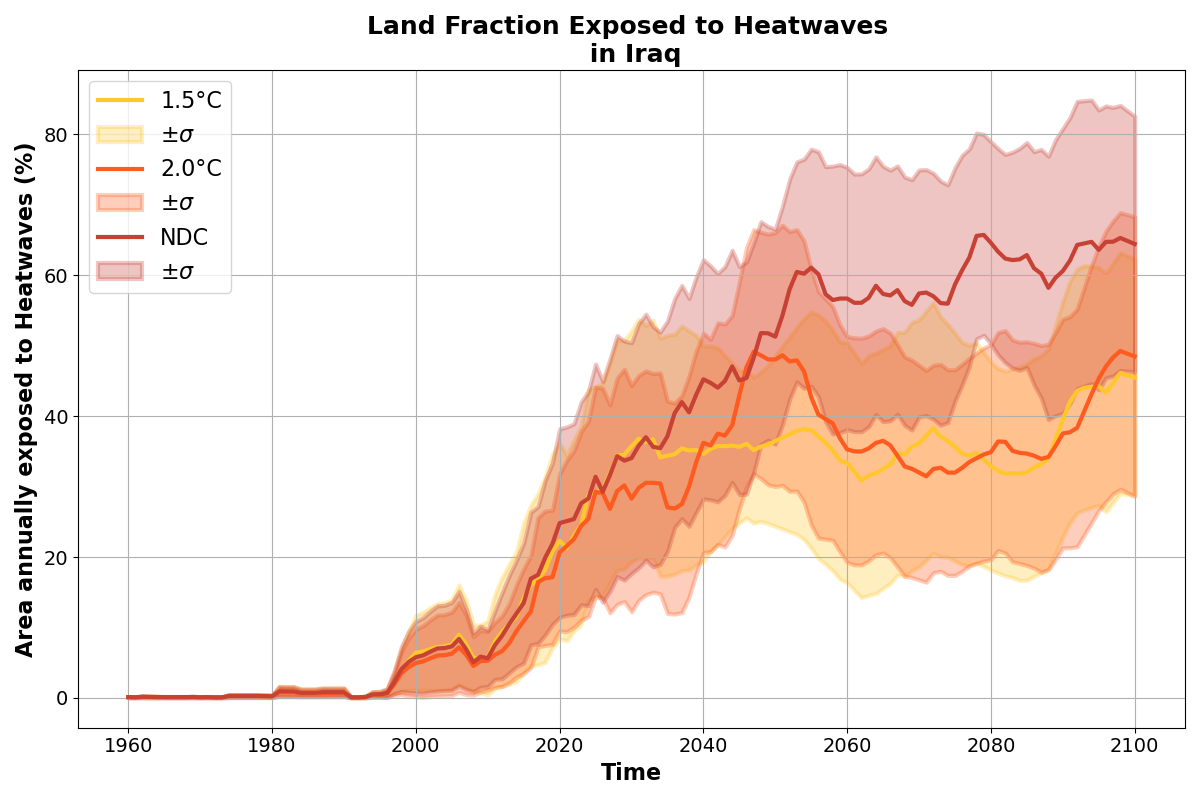 Land Fraction Exposed to Heatwaves
in Iraq
Area annually exposed to Heatwaves (%)
80
60
40
20
0
1.5°C
±σ
2.0°C
±σ
NDC
±σ
1960
1980
2000
2020
2040
2060
2080
2100
Time